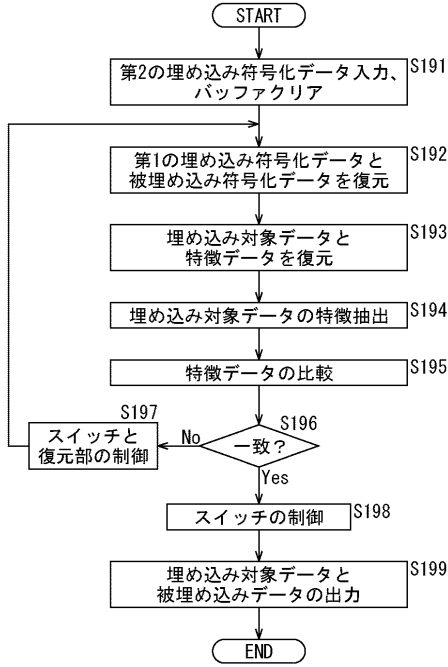 START
第2の埋め込み符号化データ入力、
バッファクリア
S191
第1の埋め込み符号化データと
被埋め込み符号化データを復元
S192
埋め込み対象データと
特徴データを復元
S193
埋め込み対象データの特徴抽出
S194
特徴データの比較
S195
一致？
S196
No
スイッチと
復元部の制御
S197
Yes
スイッチの制御
S198
埋め込み対象データと
被埋め込みデータの出力
S199
END